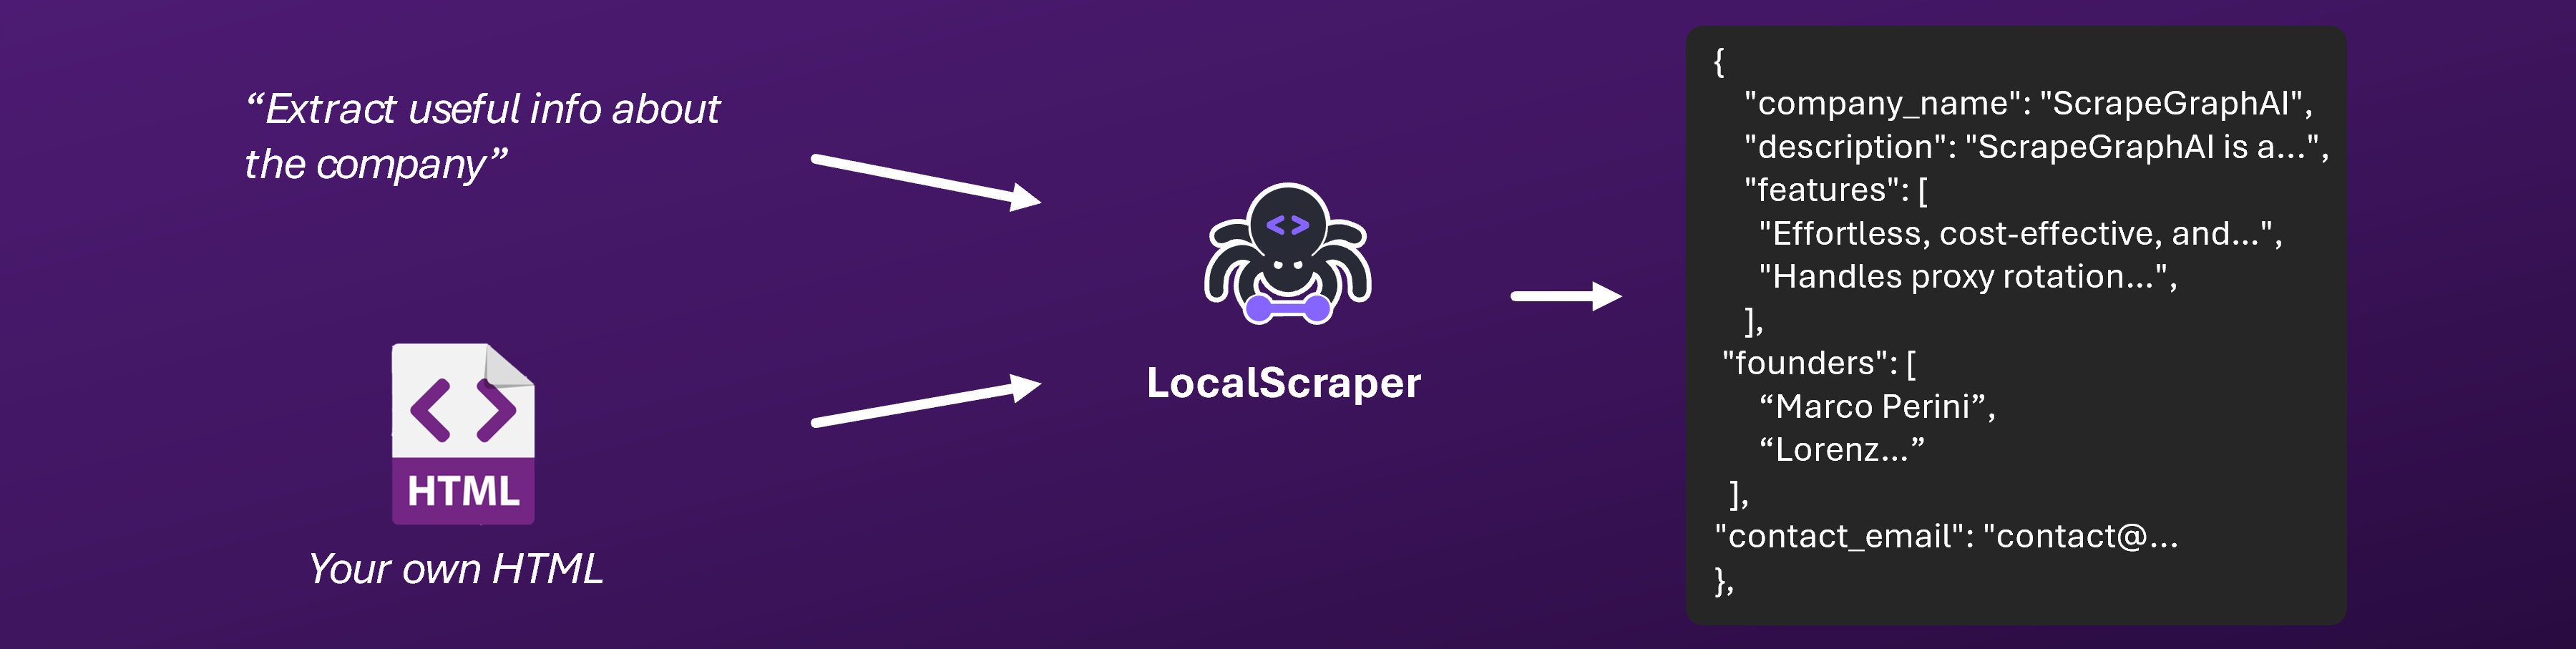 “Extract useful info about
the company”
<>
HTML
Your own HTML
LocalScraper
{
"company_name": "ScrapeGraphAI",
"description": "ScrapeGraphAI is a...",
"features": [
"Effortless, cost-effective, and...",
"Handles proxy rotation...",
],
"founders": [
“Marco Perini”,
“Lorenz...”
],
"contact_email": "contact@...
},